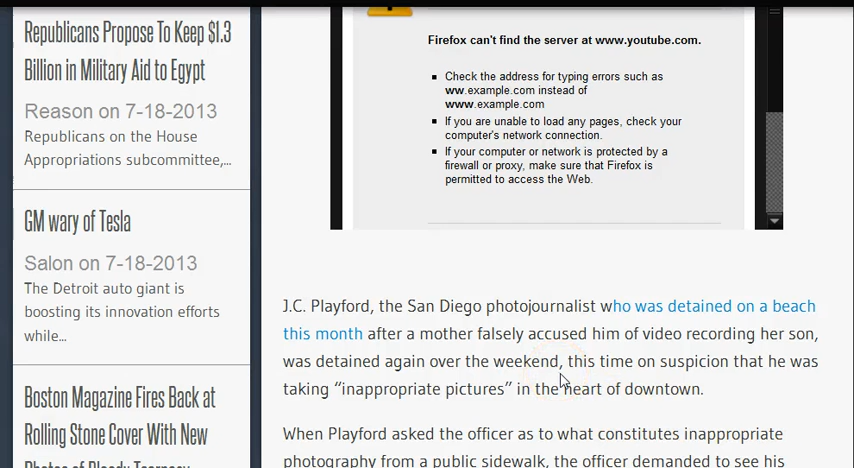 Republicans Propose To Keep $1.3
Billion in Military Aid to Egypt
Reason on 7-18-2013
Republicans on the House
Appropriations subcommittee,...
GM wary of Tesla
Salon on 7-18-2013
The Detroit auto giant is
boosting its innovation efforts
while...
Boston Magazine Fires Back at
Rolling Stone Cover With New
Photos of Bloody Tsarnaev
Firefox can't find the server at www.youtube.com.
Check the address for typing errors such as
ww.example.com instead of
www.example.com
If you are unable to load any pages, check your
computer's network connection.
If your computer or network is protected by a
firewall or proxy, make sure that Firefox is
permitted to access the Web.
J.C. Playford, the San Diego photojournalist who was detained on a beach
this month after a mother falsely accused him of video recording her son,
was detained again over the weekend, this time on suspicion that he was
taking “inappropriate pictures” in the heart of downtown.
When Playford asked the officer as to what constitutes inappropriate
photography from a public sidewalk, the officer demanded to see his